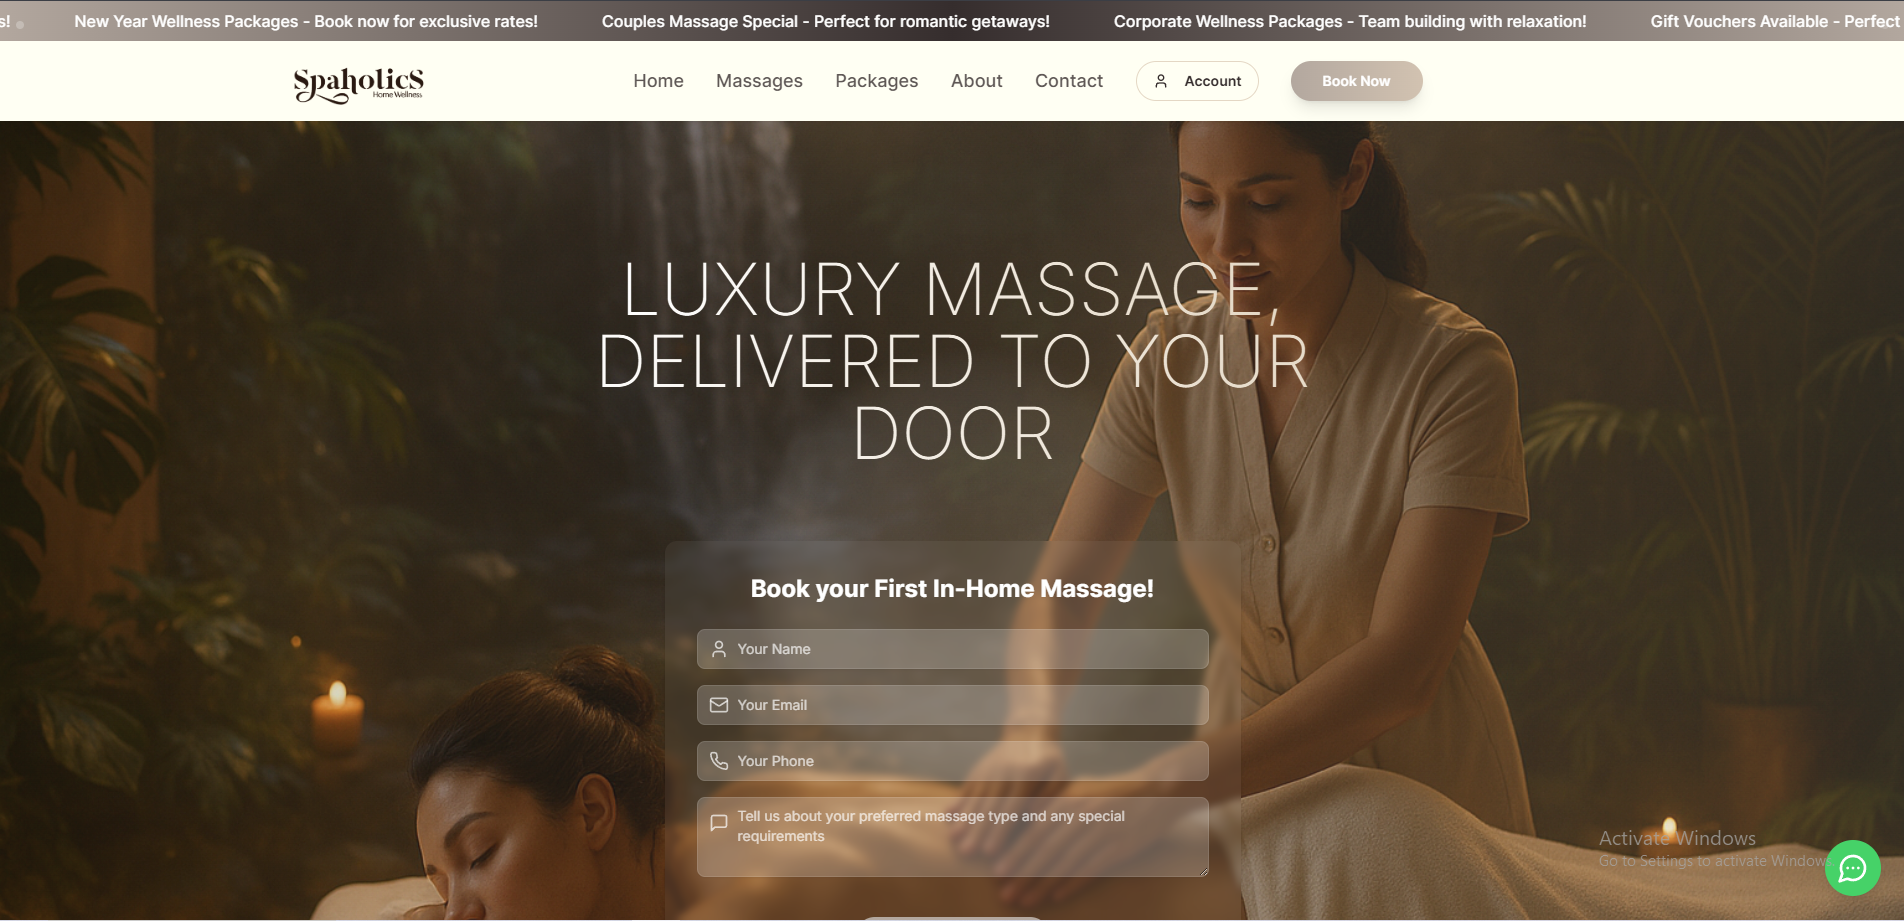 s!
New Year Wellness Packages - Book now for exclusive rates!
Couples Massage Special - Perfect for romantic getaways!
Corporate Wellness Packages - Team building with relaxation!
Gift Vouchers Available - Perfect
Spaholics
Home Wellness
Home
Massages
Packages
About
Contact
Account
Book Now
LUXURY MASSAGE,
DELIVERED TO YOUR
DOOR
Book your First In-Home Massage!
Your Name
Your Email
Your Phone
Tell us about your preferred massage type and any special
requirements
Activate Windows
Go to Settings to activate Window